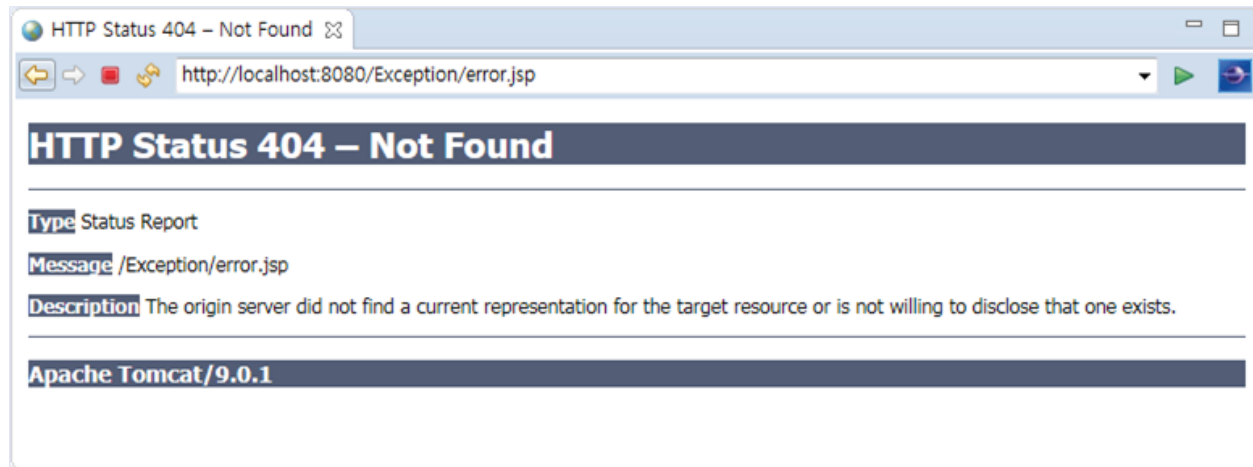 HTTP Status 404 – Not Found
http://localhost:8080/Exception/error.jsp
HTTP Status 404 – Not Found
Type Status Report
Message /Exception/error.jsp
Description The origin server did not find a current representation for the target resource or is not willing to disclose that one exists.
Apache Tomcat/9.0.1